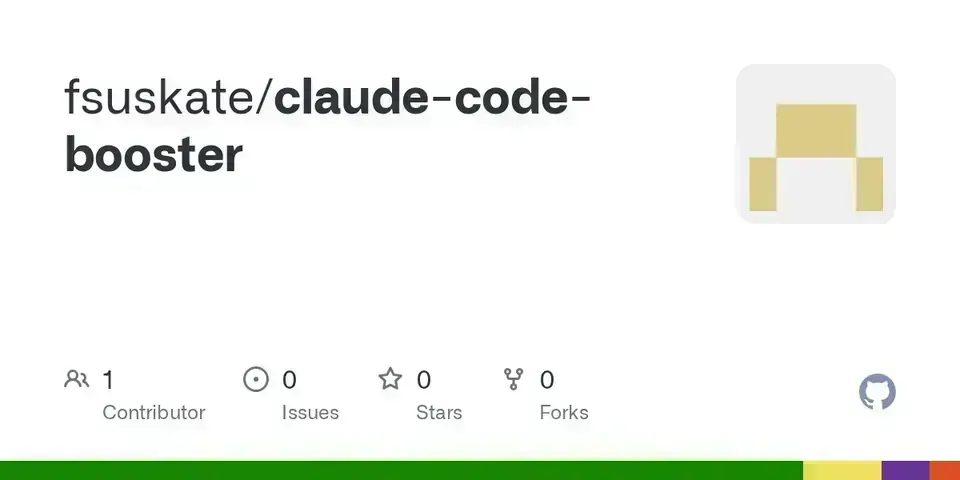 fsuskate/claude-code-
booster
1
Contributor
0
Issues
0
Stars
0
Forks